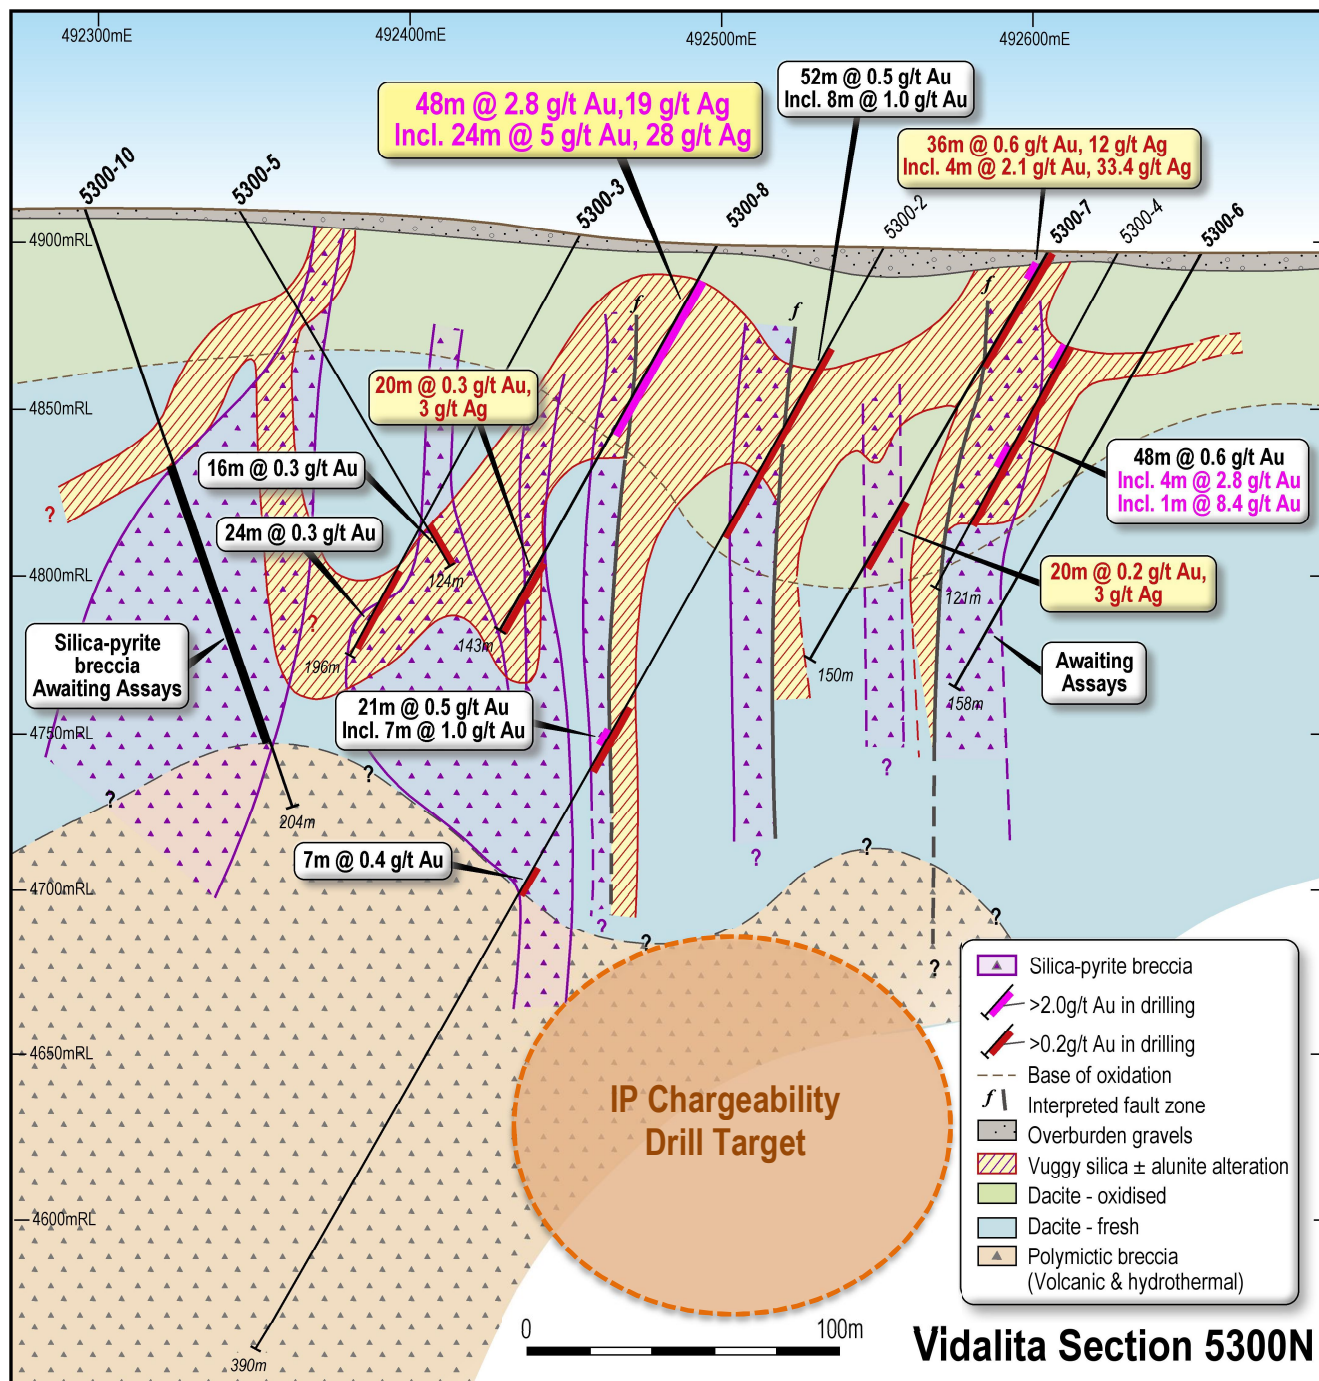 492300mE
492400mE
492500mE
492600mE
52m @ 0.5 g/t Au
Incl. 8m @ 1.0 g/t Au
48m @ 2.8 g/t Au,19 g/t Ag
Incl. 24m @ 5 g/t Au, 28 g/t Ag
36m @ 0.6 g/t Au, 12 g/t Ag
Incl. 4m @ 2.1 g/t Au, 33.4 g/t Ag
5300-10
5300-5
5300-3
5300-8
5300-2
5300-7
5300-4
5300-6
4900mRL
f
f
f
4850mRL
20m @ 0.3 g/t Au,
3 g/t Ag
16m @ 0.3 g/t Au
48m @ 0.6 g/t Au
Incl. 4m @ 2.8 g/t Au
Incl. 1m @ 8.4 g/t Au
?
24m @ 0.3 g/t Au
4800mRL
124m
20m @ 0.2 g/t Au,
3 g/t Ag
121m
?
Silica-pyrite
breccia
Awaiting Assays
143m
196m
150m
Awaiting
Assays
158m
21m @ 0.5 g/t Au
Incl. 7m @ 1.0 g/t Au
4750mRL
?
?
?
204m
7m @ 0.4 g/t Au
?
?
4700mRL
?
?
?
?
Silica-pyrite breccia
>2.0g/t Au in drilling
>0.2g/t Au in drilling
Base of oxidation
f Interpreted fault zone
Overburden gravels
Vuggy silica ± alunite alteration
Dacite - oxidised
Dacite - fresh
Polymictic breccia
(Volcanic & hydrothermal)
4650mRL
IP Chargeability
Drill Target
4600mRL
0
100m
390m
Vidalita Section 5300N